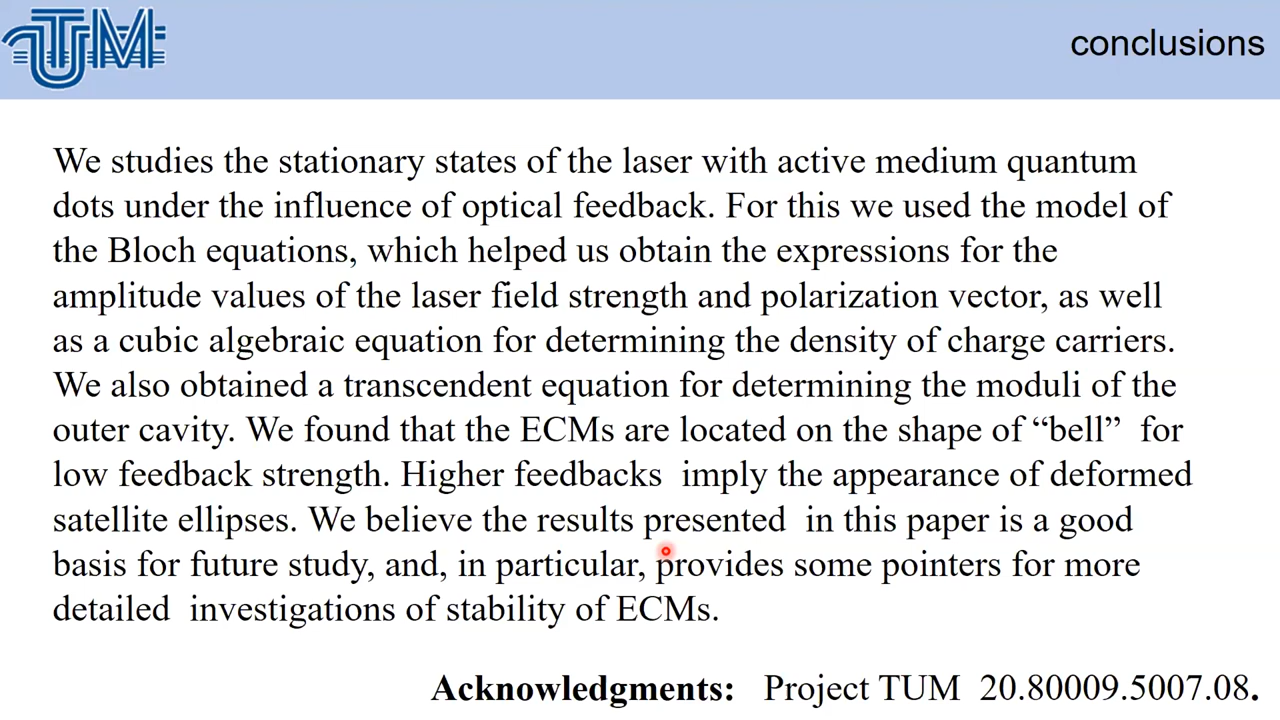 TUM
conclusions
We studies the stationary states of the laser with active medium quantum
dots under the influence of optical feedback. For this we used the model of
the Bloch equations, which helped us obtain the expressions for the
amplitude values of the laser field strength and polarization vector, as well
as a cubic algebraic equation for determining the density of charge carriers.
We also obtained a transcendent equation for determining the moduli of the
outer cavity. We found that the ECMs are located on the shape of “bell” for
low feedback strength. Higher feedbacks imply the appearance of deformed
satellite ellipses. We believe the results presented in this paper is a good
basis for future study, and, in particular, provides some pointers for more
detailed investigations of stability of ECMs.
Acknowledgments: Project TUM 20.80009.5007.08.